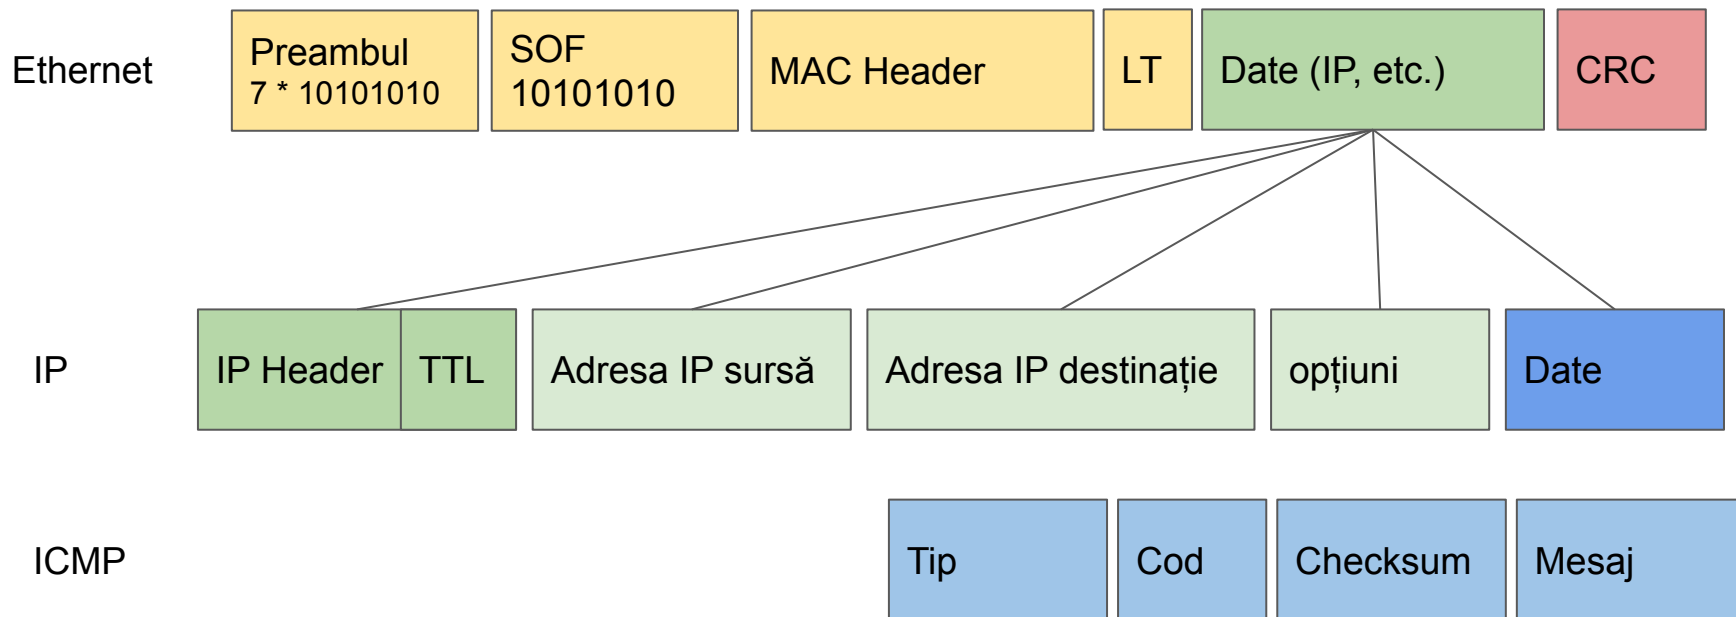 Ethernet
Preambul
7 * 10101010
SOF
10101010
MAC Header
LT
Date (IP, etc.)
CRC
IP
IP Header
TTL
Adresa IP sursă
Adresa IP destinație
opțiuni
Date
ICMP
Tip
Cod
Checksum
Mesaj